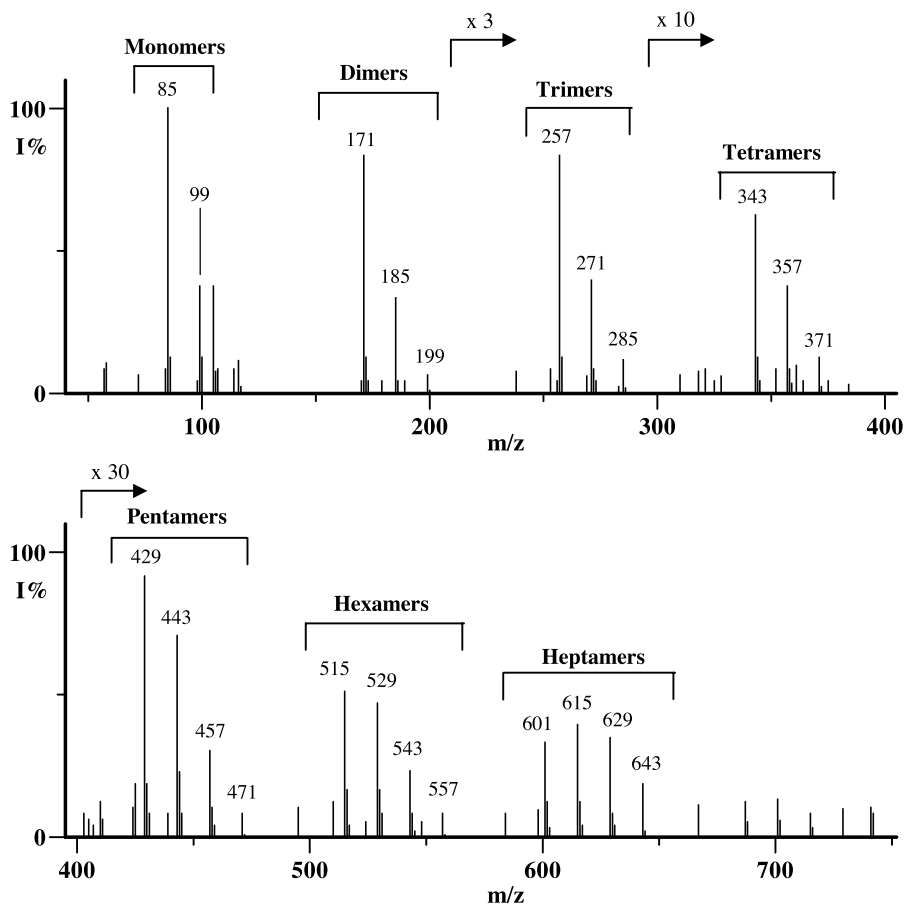 x 3
x 10
Monomers
Dimers
Trimers
Tetramers
85
99
171
185
199
257
271
285
343
357
371
100
I%
0
100
200
300
400
m/z
x 30
Pentamers
Hexamers
Heptamers
429
443
457
471
515
529
543
557
601
615
629
643
100
I%
0
400
500
600
700
m/z